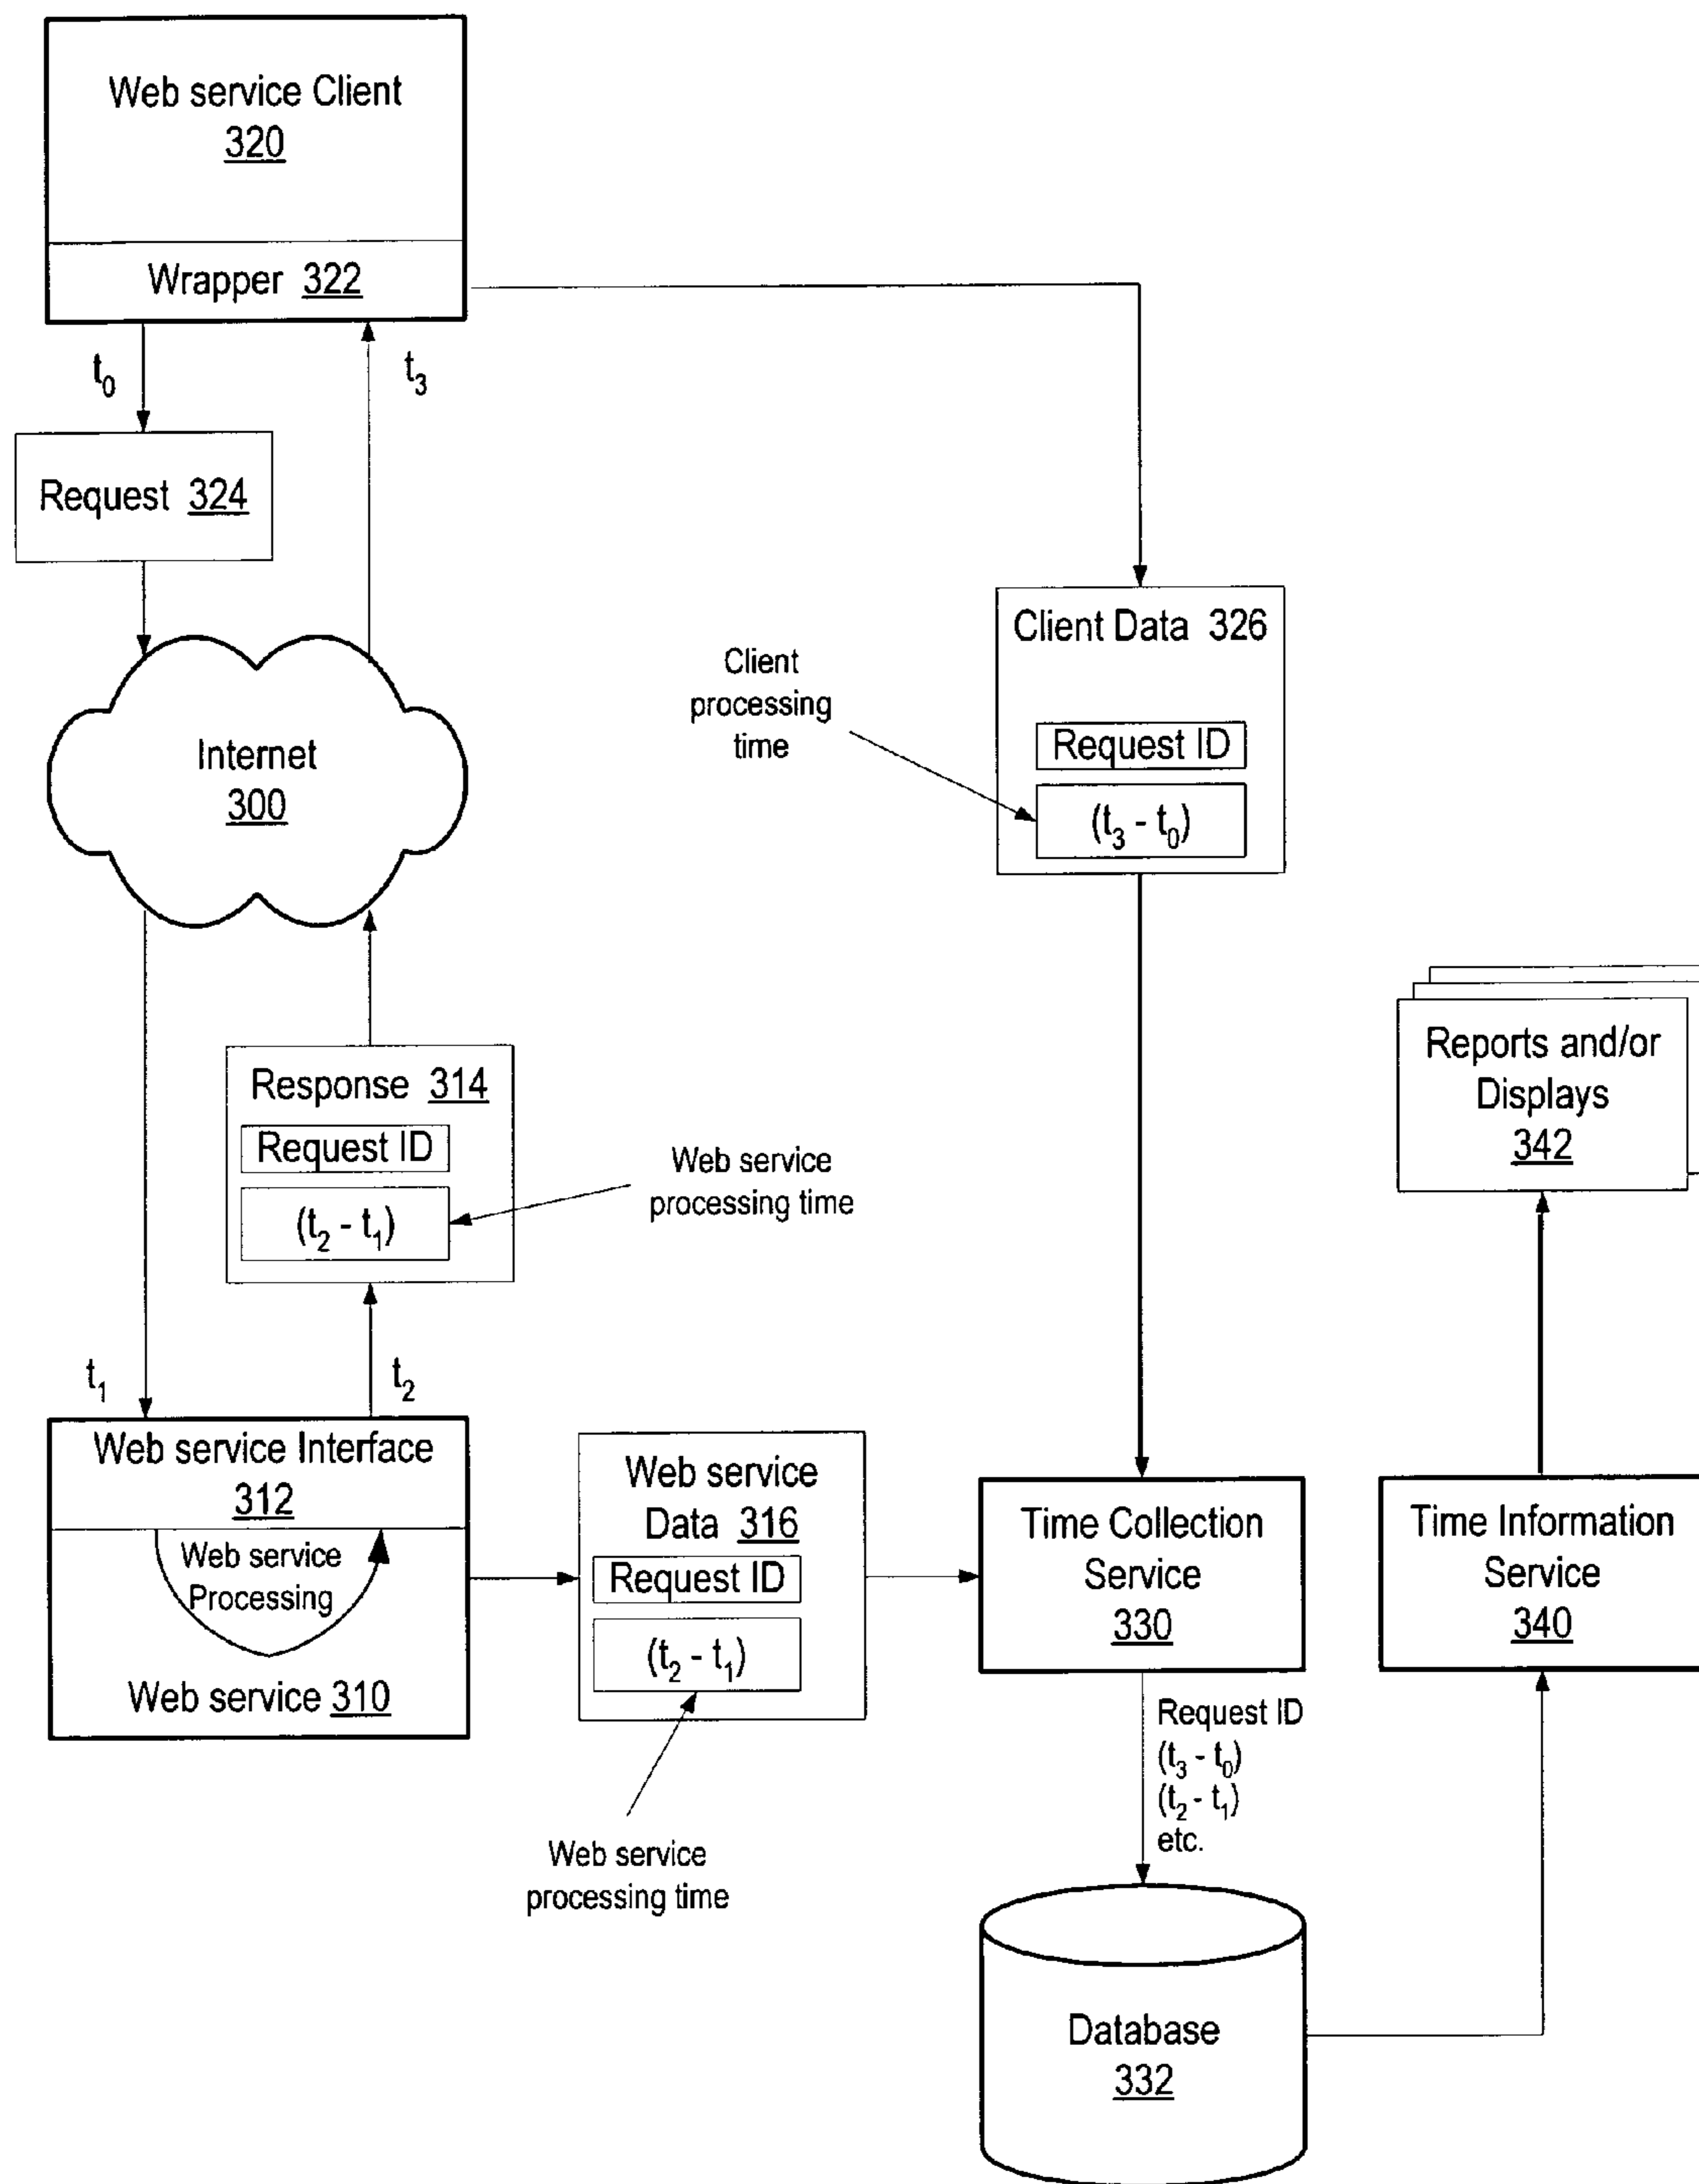 Web service Client
320
Wrapper 322
t₀
t₃
Request 324
Internet
300
Client Data 326
Client
processing
time
Request ID
(t₃ - t₀)
Response 314
Request ID
(t₂ - t₁)
Web service
processing time
Reports and/or
Displays
342
t₁
t₂
Web service Interface
312
Web service
Processing
Web service 310
Web service
Data 316
Request ID
(t₂ - t₁)
Web service
processing time
Time Collection
Service
330
Time Information
Service
340
Request ID
(t₃ - t₀)
(t₂ - t₁)
etc.
Database
332